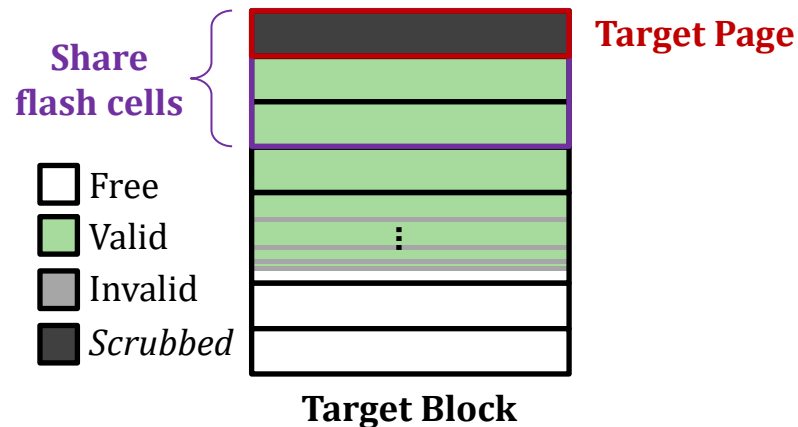 Target Page
Share
flash cells
Free
Valid
Invalid
Scrubbed
⋮
Target Block